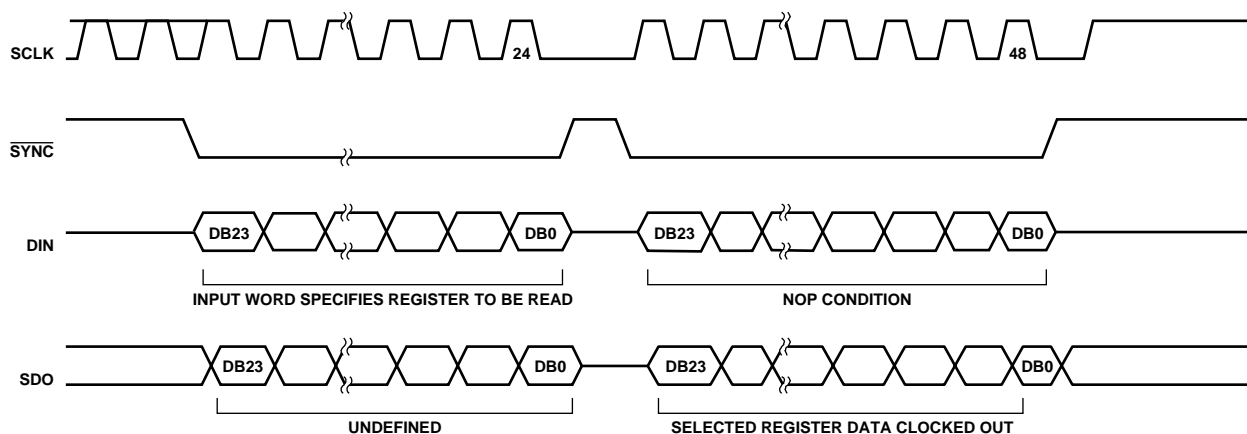 SCLK
24
48
SYNC
DIN
DB23
DB0
DB23
DB0
INPUT WORD SPECIFIES REGISTER TO BE READ
NOP CONDITION
SDO
DB23
DB0
DB23
DB0
UNDEFINED
SELECTED REGISTER DATA CLOCKED OUT